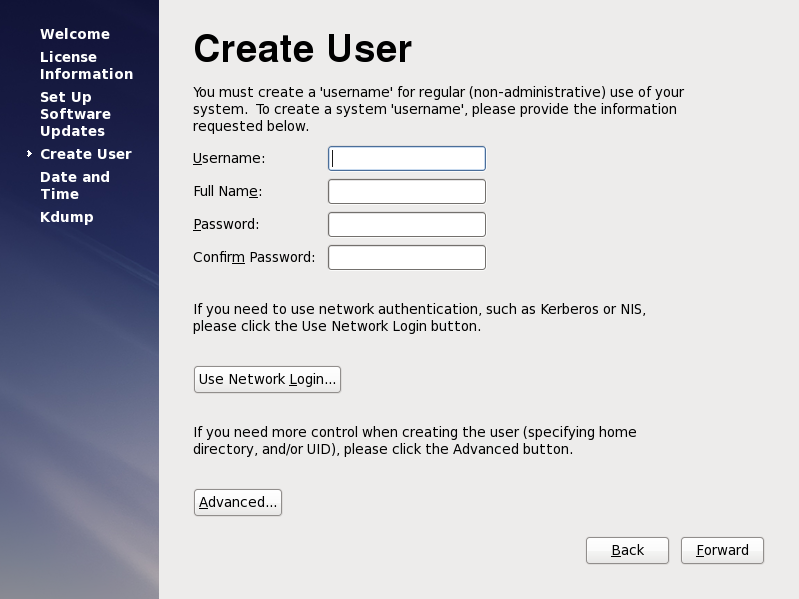 Welcome
License
Information
Set Up
Software
Updates
Create User
Date and
Time
Kdump
Create User
You must create a 'username' for regular (non-administrative) use of your
system.  To create a system 'username', please provide the information
requested below.
Username:
Full Name:
Password:
Confirm Password:
If you need to use network authentication, such as Kerberos or NIS,
please click the Use Network Login button.
Use Network Login...
If you need more control when creating the user (specifying home
directory, and/or UID), please click the Advanced button.
Advanced...
Back Forward